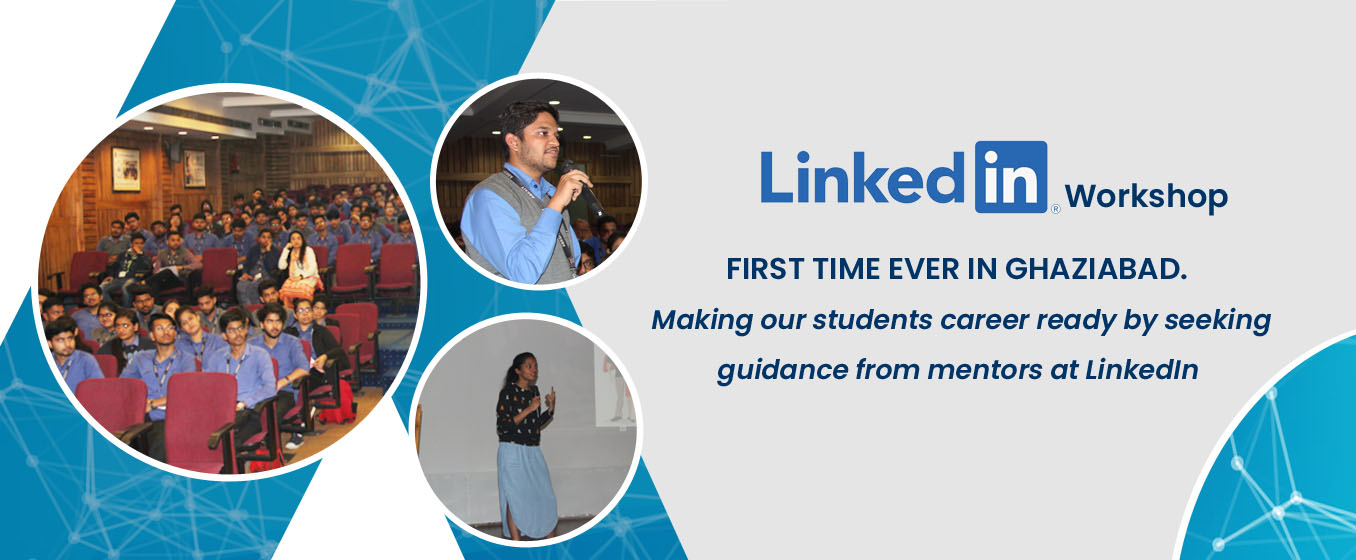 LinkedIn® Workshop
FIRST TIME EVER IN GHAZIABAD.
Making our students career ready by seeking
guidance from mentors at LinkedIn